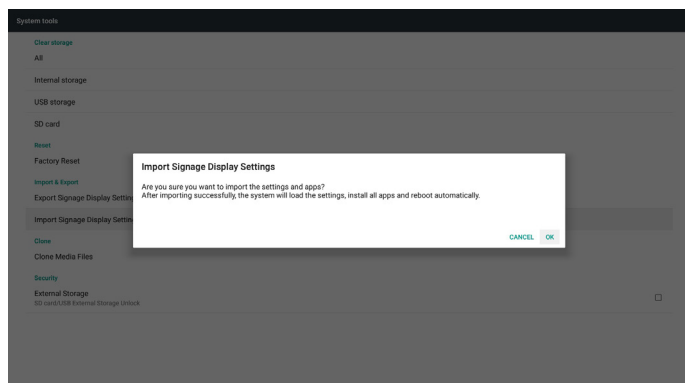 System tools
Clear storage
All
Internal storage
USB storage
SD card
Reset
Factory Reset
Import & Export
Export Signage Display Setting
Import Signage Display Settin
Import Signage Display Settings
Are you sure you want to import the settings and apps?
After importing successfully, the system will load the settings, install all apps and reboot automatically.
CANCEL OK
Clone
Clone Media Files
Security
External Storage
SD card/USB External Storage Unlock